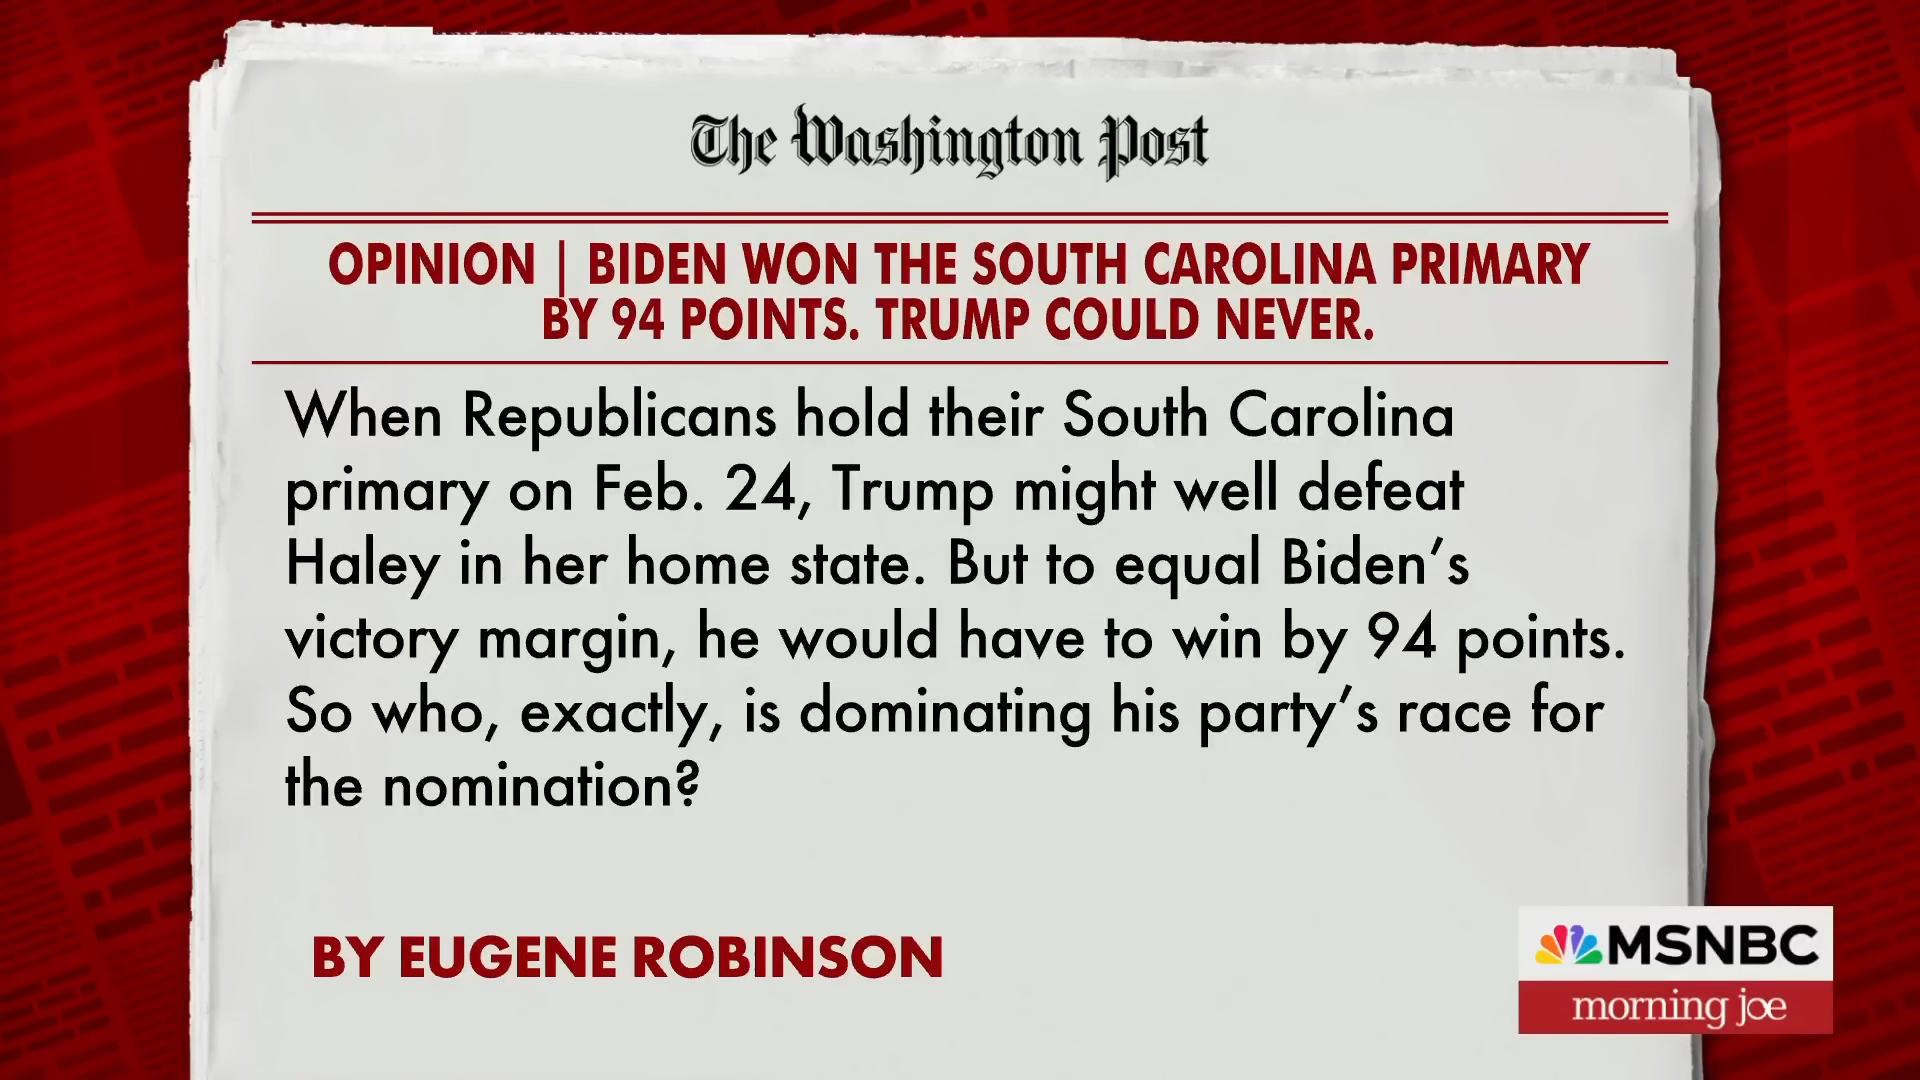 The Washington Post
OPINION | BIDEN WON THE SOUTH CAROLINA PRIMARY
BY 94 POINTS. TRUMP COULD NEVER.
When Republicans hold their South Carolina
primary on Feb. 24, Trump might well defeat
Haley in her home state. But to equal Biden’s
victory margin, he would have to win by 94 points.
So who, exactly, is dominating his party’s race for
the nomination?
BY EUGENE ROBINSON
MSNBC
morning joe